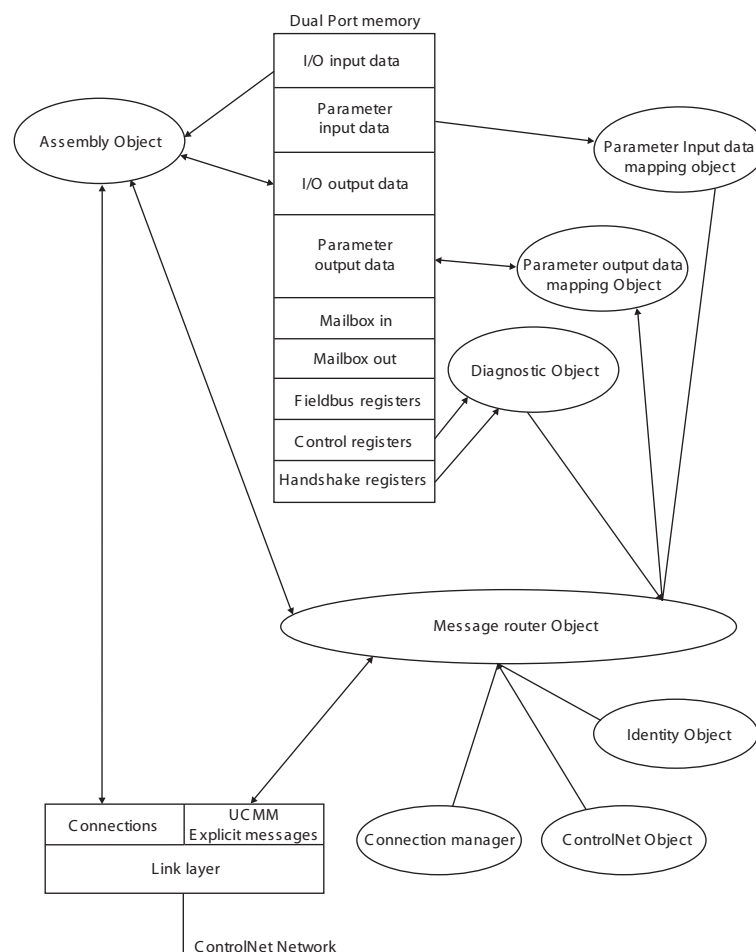 Dual Port memory
I/O input data
Parameter
input data
Assembly Object
Parameter Input data
mapping object
I/O output data
Parameter
output data
Parameter output data
mapping Object
Mailbox in
Mailbox out
Diagnostic Object
Fieldbus registers
Control registers
Handshake registers
Message router Object
Identity Object
Connections
UCMM
Explicit messages
Connection manager
ControlNet Object
Link layer
ControlNet Network